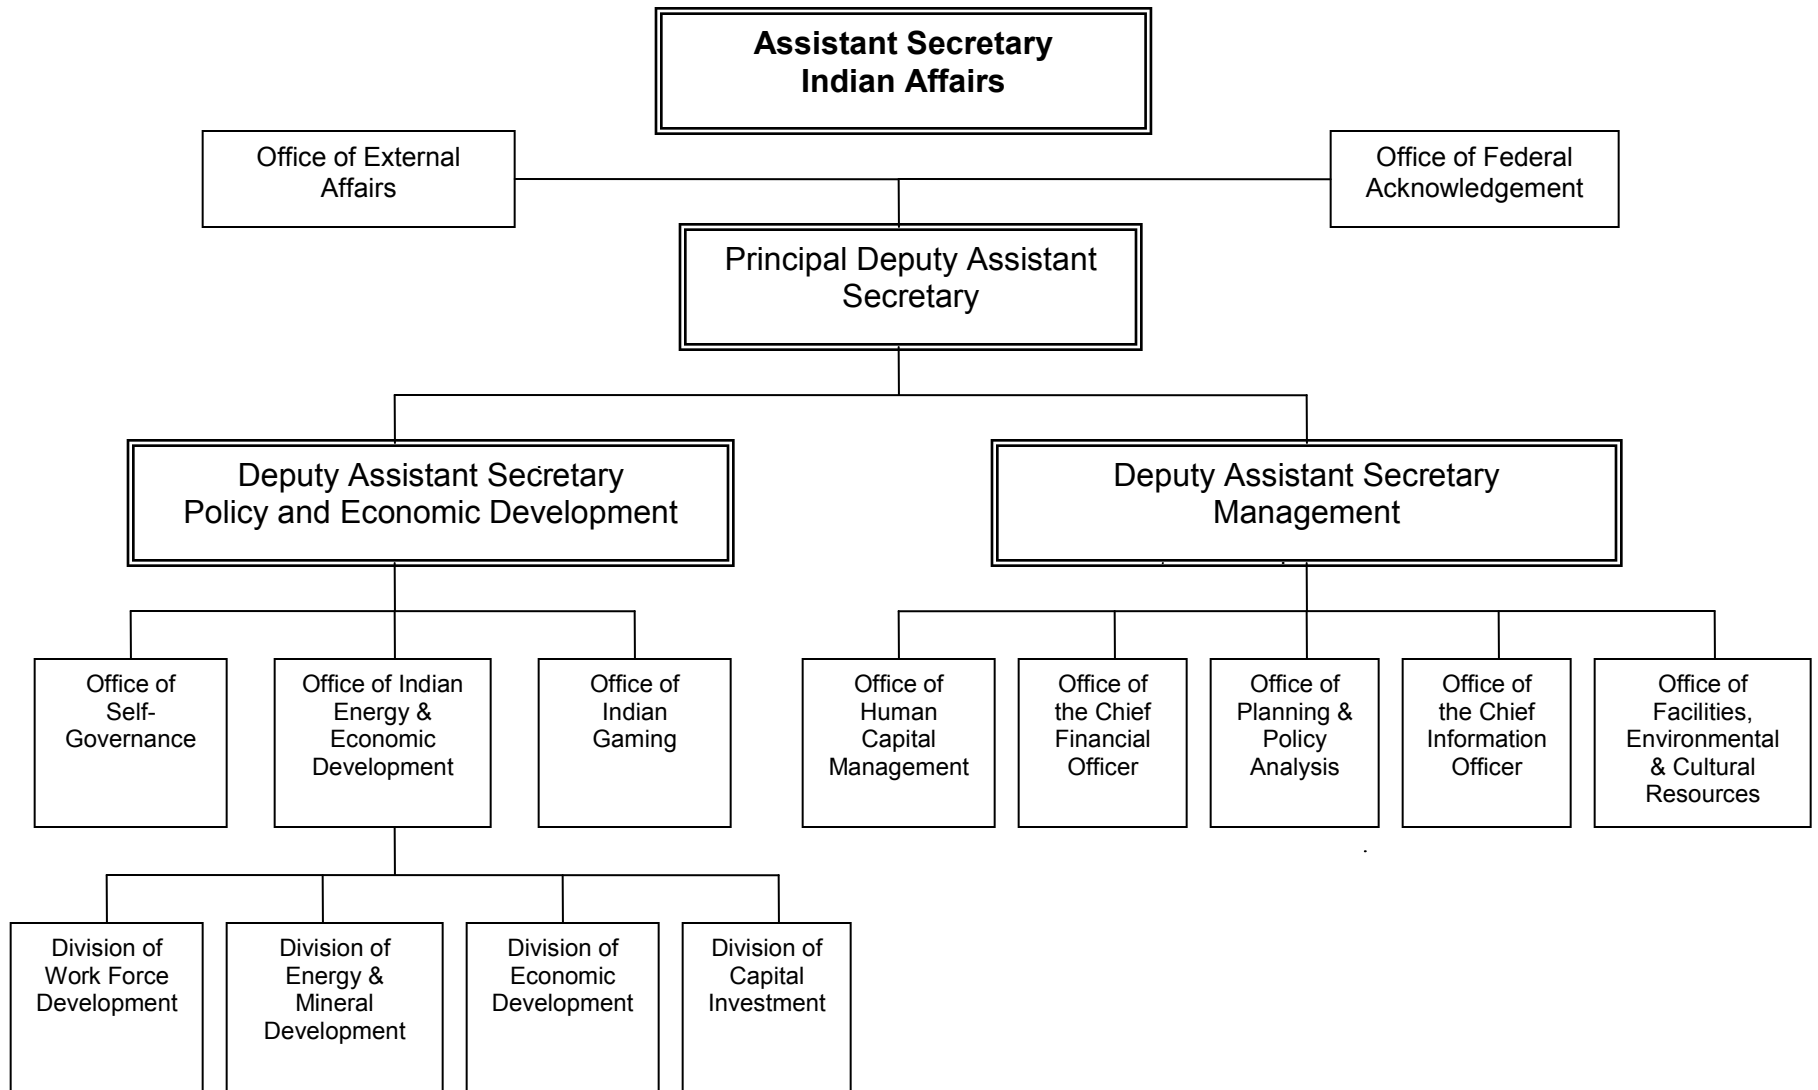 Assistant Secretary
Indian Affairs
Office of External
Affairs
Office of Federal
Acknowledgement
Principal Deputy Assistant
Secretary
Deputy Assistant Secretary
Policy and Economic Development
Deputy Assistant Secretary
Management
Office of
Self-
Governance
Office of Indian
Energy &
Economic
Development
Office of
Indian
Gaming
Office of
Human
Capital
Management
Office of
the Chief
Financial
Officer
Office of
Planning &
Policy
Analysis
Office of
the Chief
Information
Officer
Office of
Facilities,
Environmental
& Cultural
Resources
Division of
Work Force
Development
Division of
Energy &
Mineral
Development
Division of
Economic
Development
Division of
Capital
Investment